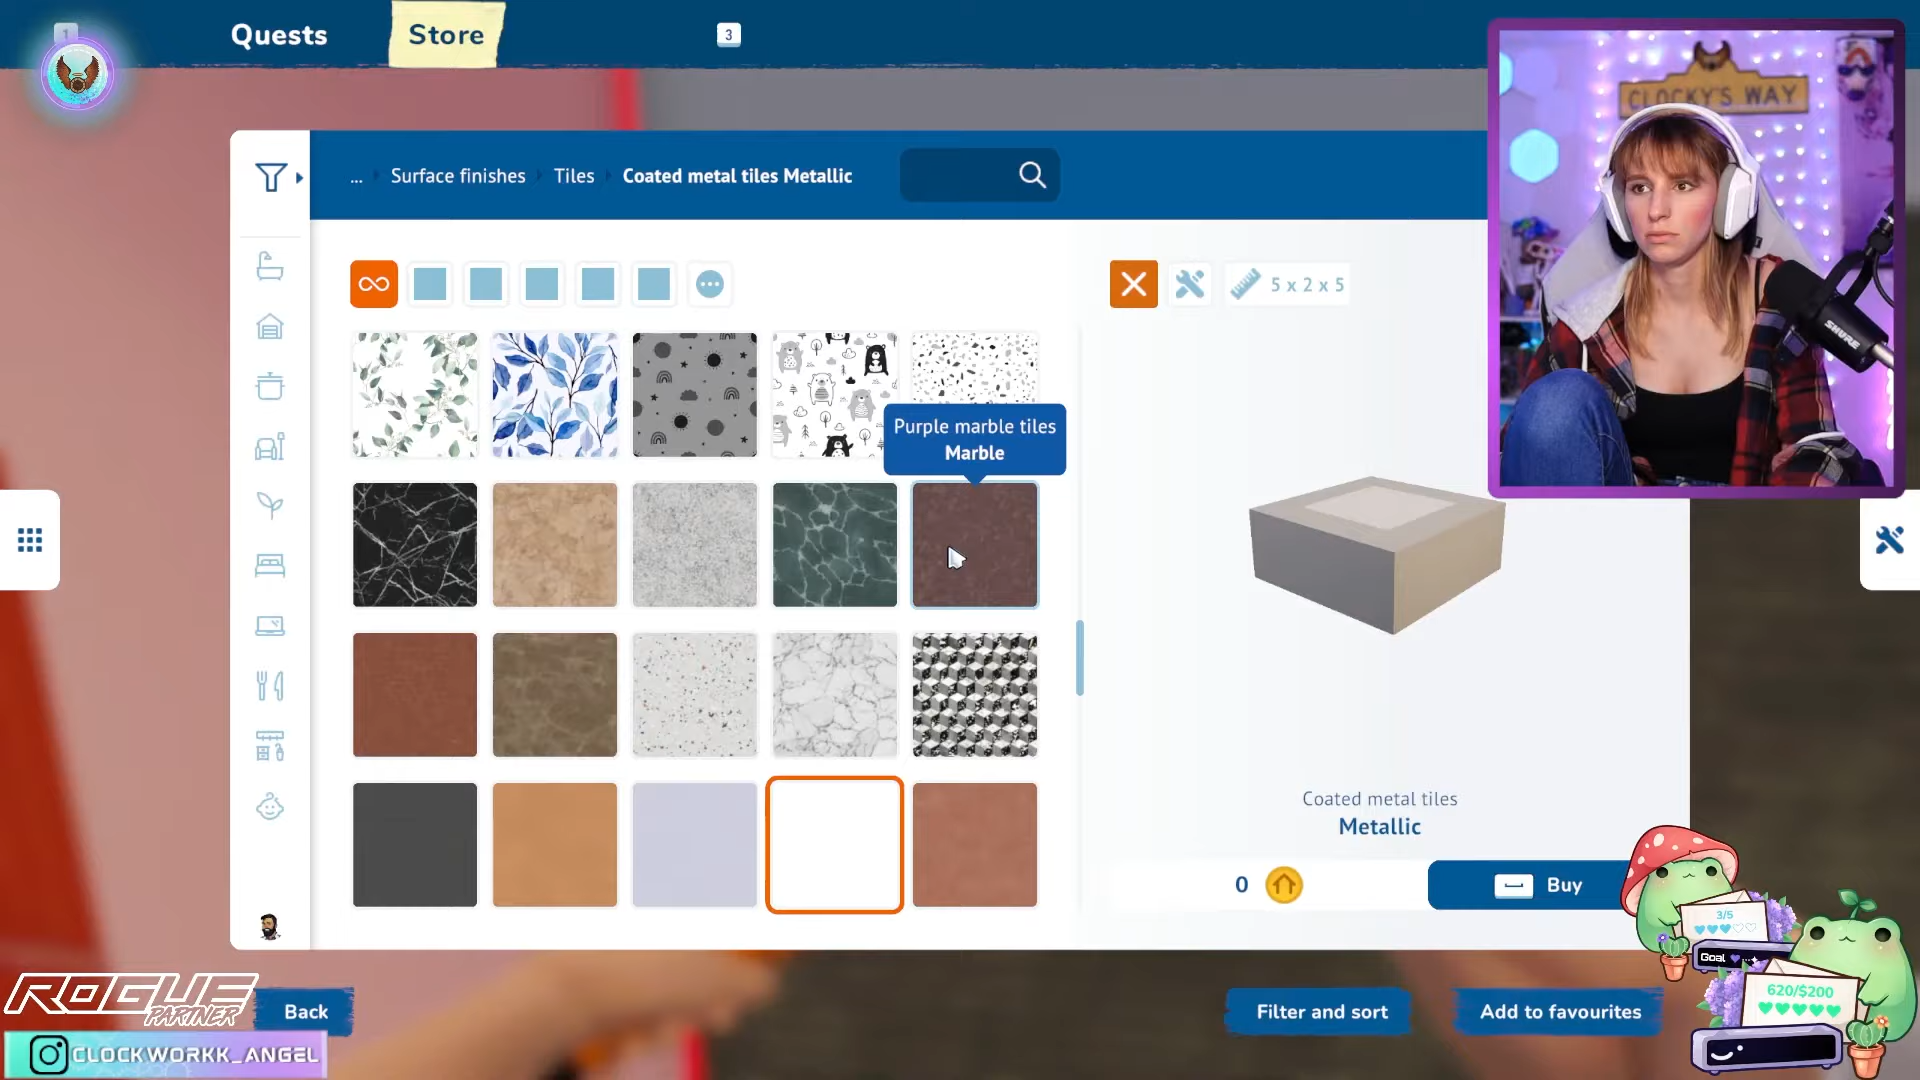 1
Quests
Store
3
CLOCKY'S WAY
... Surface finishes Tiles Coated metal tiles Metallic
5 x 2 x 5
Purple marble tiles
Marble
SHURE
Coated metal tiles
Metallic
0
Buy
3/5
Goal
620/$200
ROGUE
PARTNER
Back
Filter and sort
Add to favourites
CLOCKWORKK_ANGEL